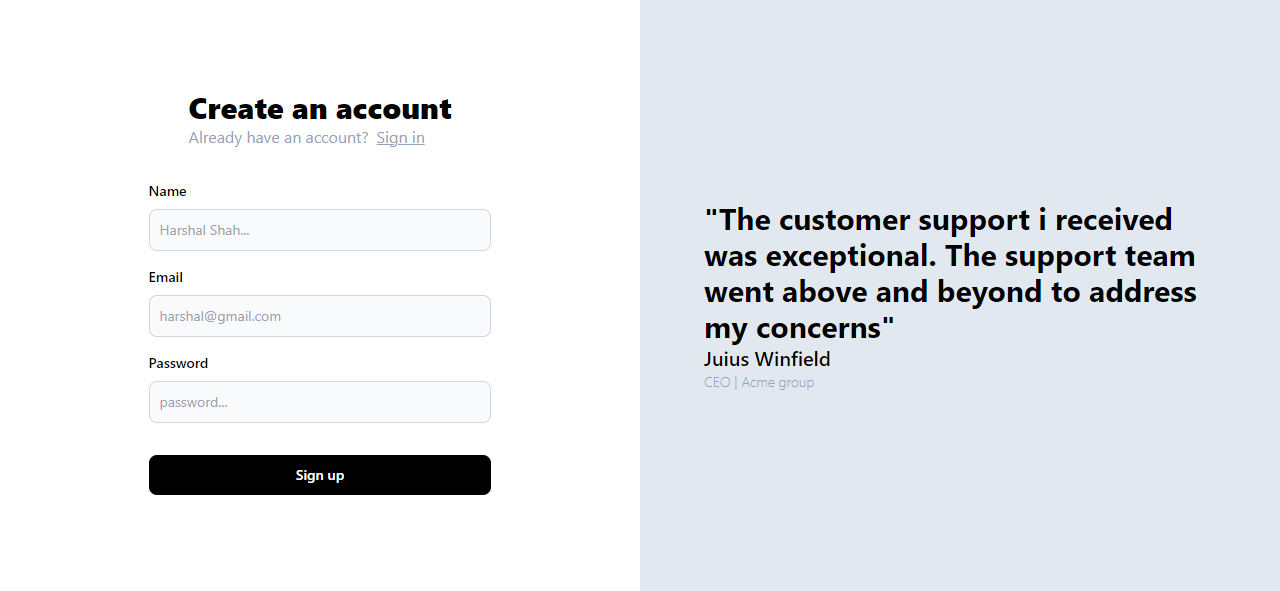 Create an account
Already have an account? Sign in
Name
Harshal Shah...
Email
harshal@gmail.com
Password
password...
Sign up
"The customer support i received
was exceptional. The support team
went above and beyond to address
my concerns"
Juius Winfield
CEO | Acme group